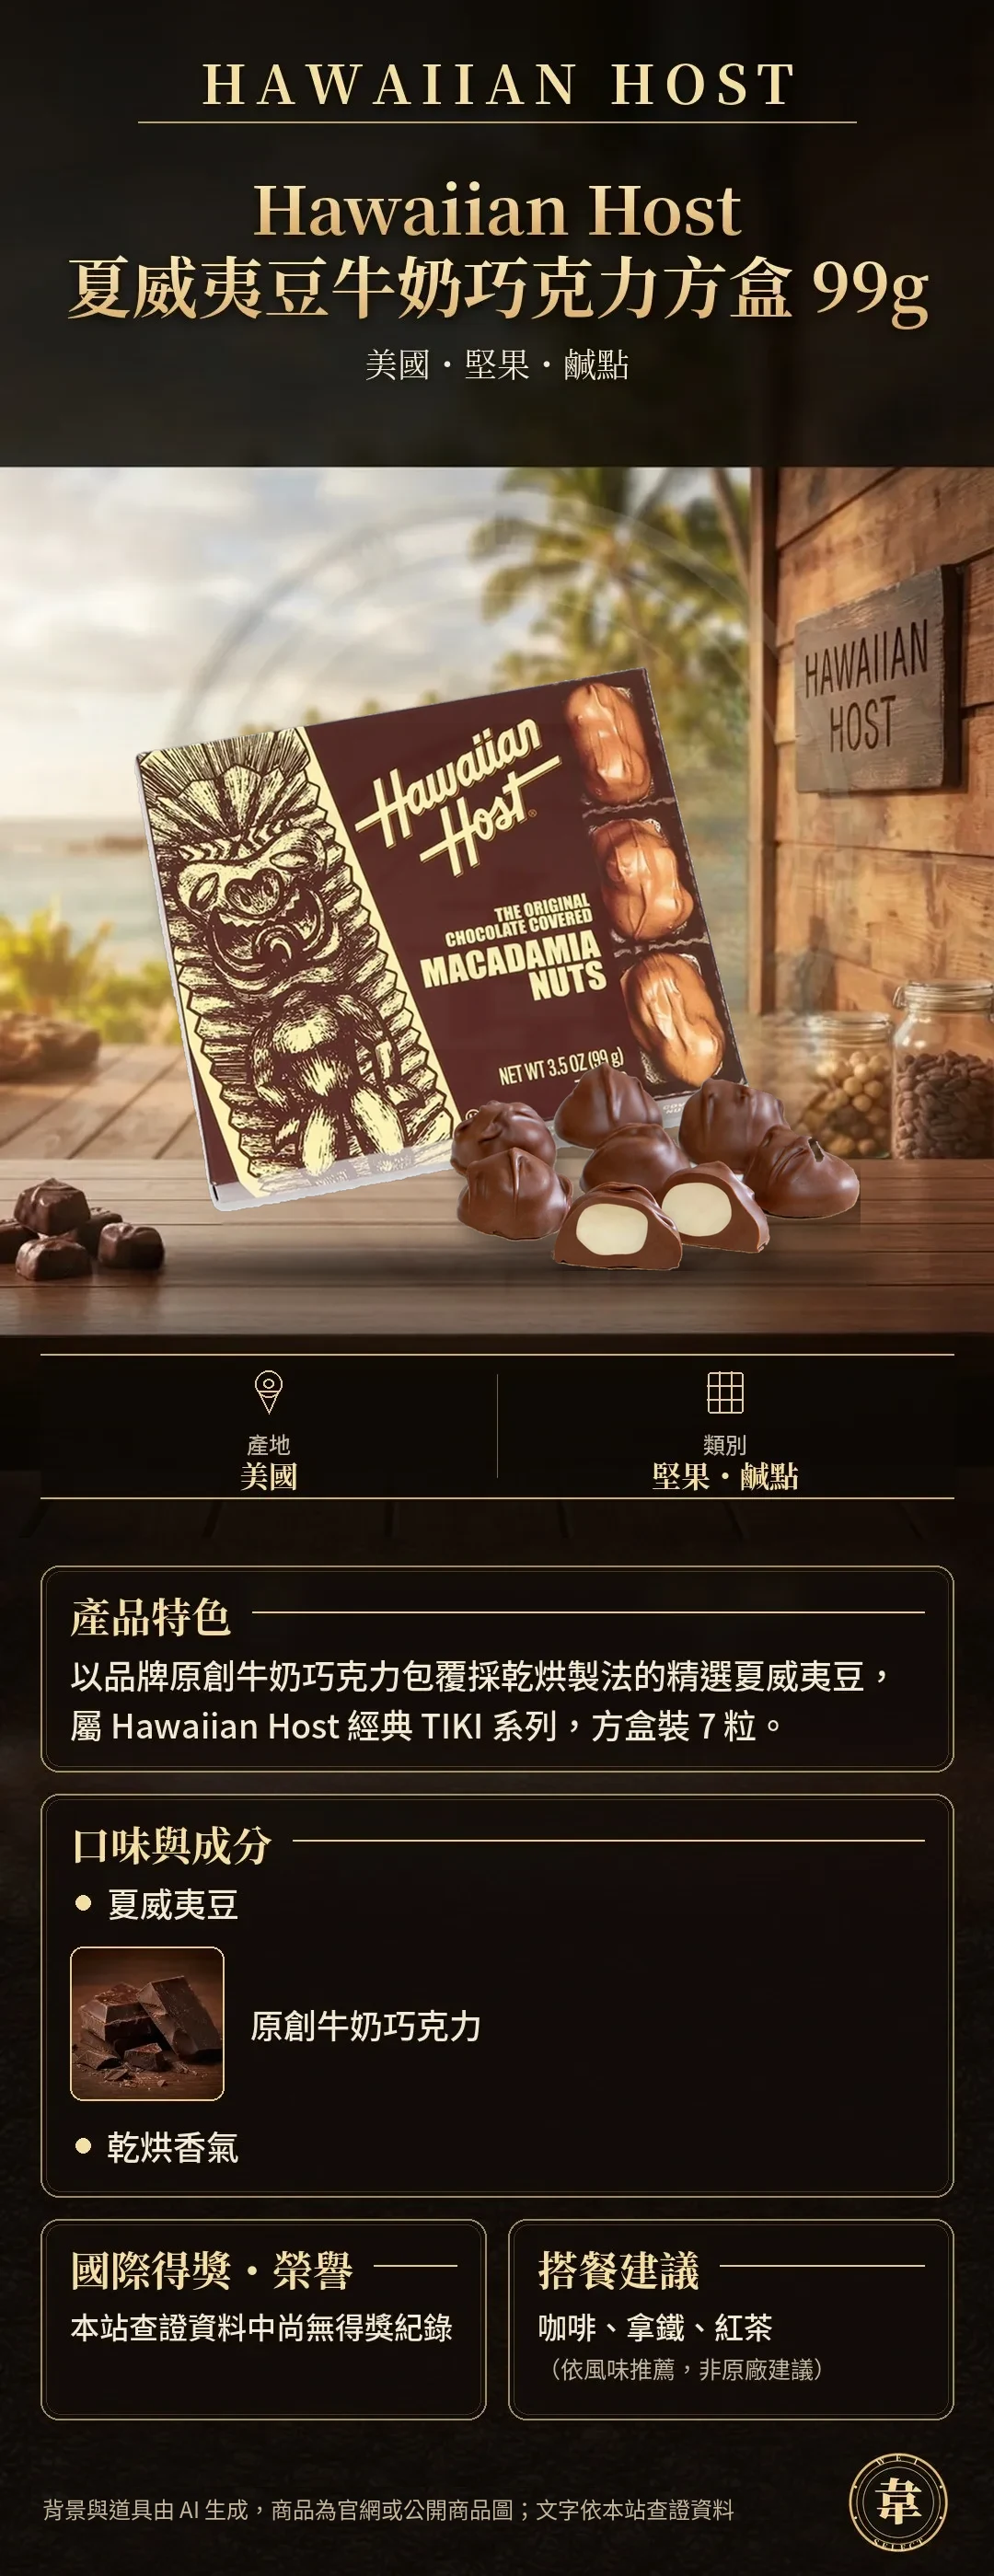 HAWAIIAN HOST
Hawaiian Host
夏威夷豆牛奶巧克力方盒 99g
美國・堅果・鹹點
HAWAIIAN
HOST
Hawaiian
Host®
THE ORIGINAL
CHOCOLATE COVERED
MACADAMIA
NUTS
NET WT 3.5 OZ (99 g)
產地
美國
類別
堅果・鹹點
產品特色
以品牌原創牛奶巧克力包覆採乾烘製法的精選夏威夷豆，
屬 Hawaiian Host 經典 TIKI 系列，方盒裝 7 粒。
口味與成分
夏威夷豆
原創牛奶巧克力
乾烘香氣
國際得獎・榮譽
本站查證資料中尚無得獎紀錄
搭餐建議
咖啡、拿鐵、紅茶
（依風味推薦，非原廠建議）
背景與道具由 AI 生成，商品為官網或公開商品圖；文字依本站查證資料
WEI
韋
SELECT